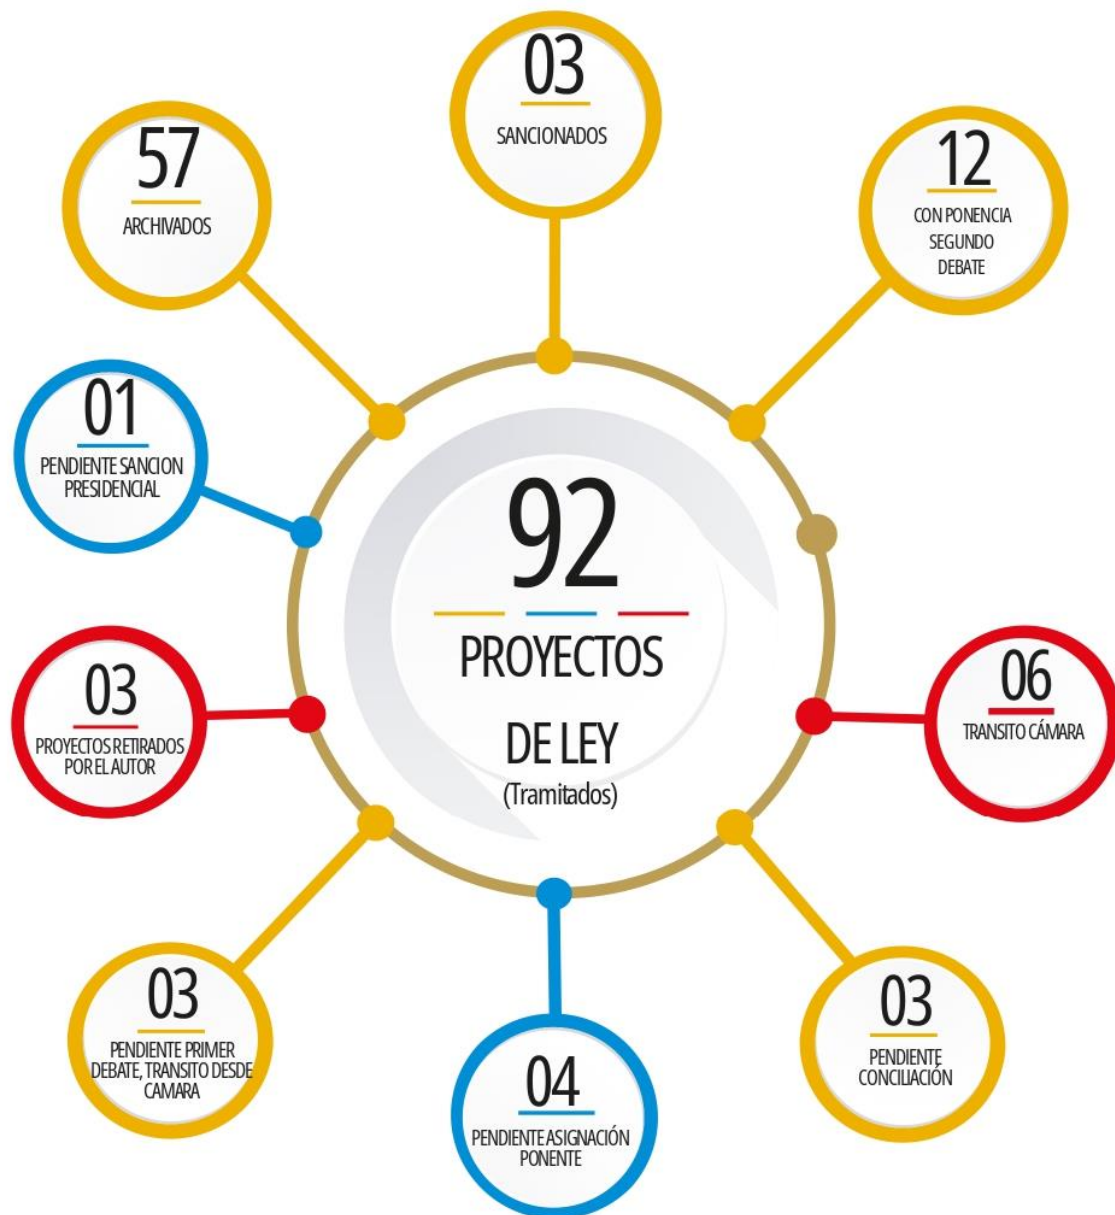 03
SANCIONADOS
57
ARCHIVADOS
12
CON PONENCIA
SEGUNDO
DEBATE
01
PENDIENTE SANCION
PRESIDENCIAL
92
PROYECTOS
DE LEY
(Tramitados)
03
PROYECTOS RETIRADOS
POR EL AUTOR
06
TRANSITO CÁMARA
03
PENDIENTE PRIMER
DEBATE, TRANSITO DESDE
CAMARA
04
PENDIENTE ASIGNACIÓN
PONENTE
03
PENDIENTE
CONCILIACIÓN